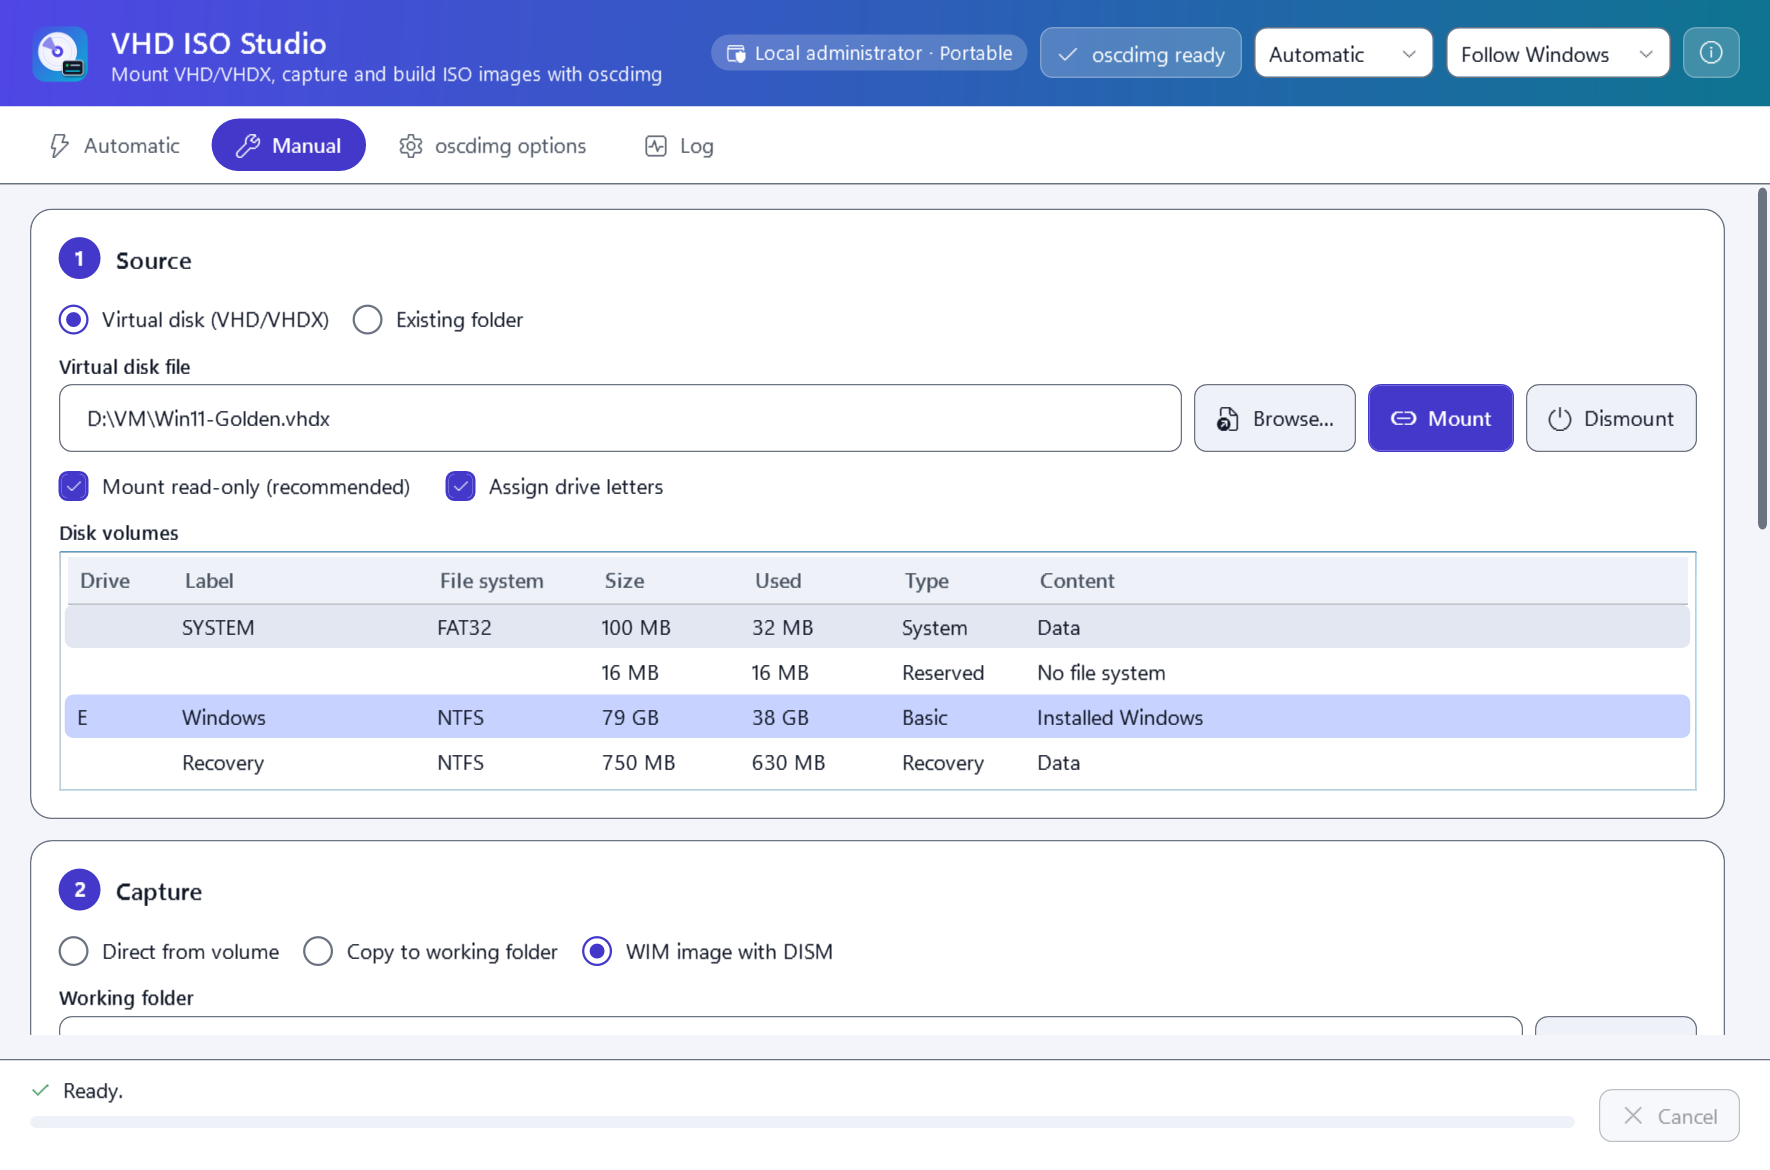 VHD ISO Studio
Mount VHD/VHDX, capture and build ISO images with oscdimg
Local administrator · Portable
oscdimg ready
Automatic
Follow Windows
Automatic
Manual
oscdimg options
Log
1 Source
Virtual disk (VHD/VHDX)
Existing folder
Virtual disk file
D:\VM\Win11-Golden.vhdx
Browse...
Mount
Dismount
Mount read-only (recommended)
Assign drive letters
Disk volumes
Drive Label File system Size Used Type Content
SYSTEM FAT32 100 MB 32 MB System Data
16 MB 16 MB Reserved No file system
E Windows NTFS 79 GB 38 GB Basic Installed Windows
Recovery NTFS 750 MB 630 MB Recovery Data
2 Capture
Direct from volume
Copy to working folder
WIM image with DISM
Working folder
Ready.
Cancel